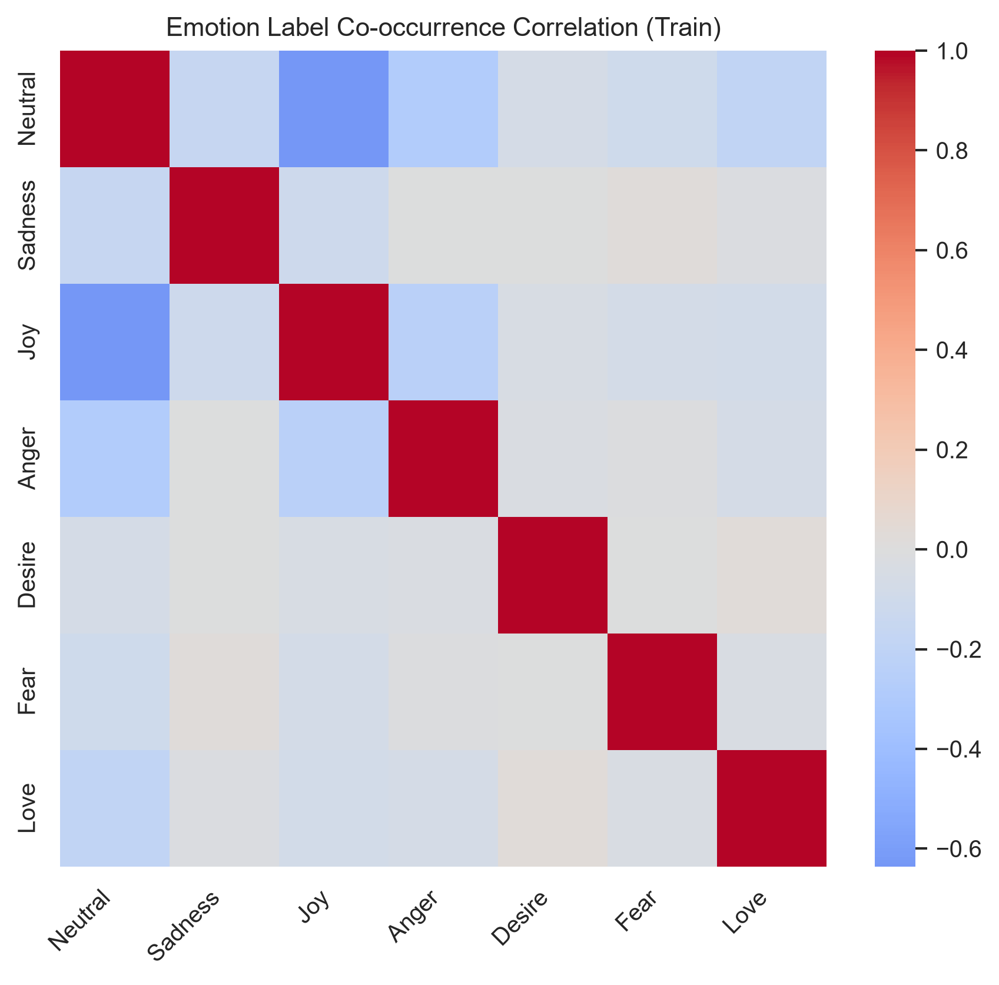 Emotion Label Co-occurrence Correlation (Train)
Neutral
Sadness
Joy
Anger
Desire
Fear
Love
Neutral
Sadness
Joy
Anger
Desire
Fear
Love
1.0
0.8
0.6
0.4
0.2
0.0
−0.2
−0.4
−0.6